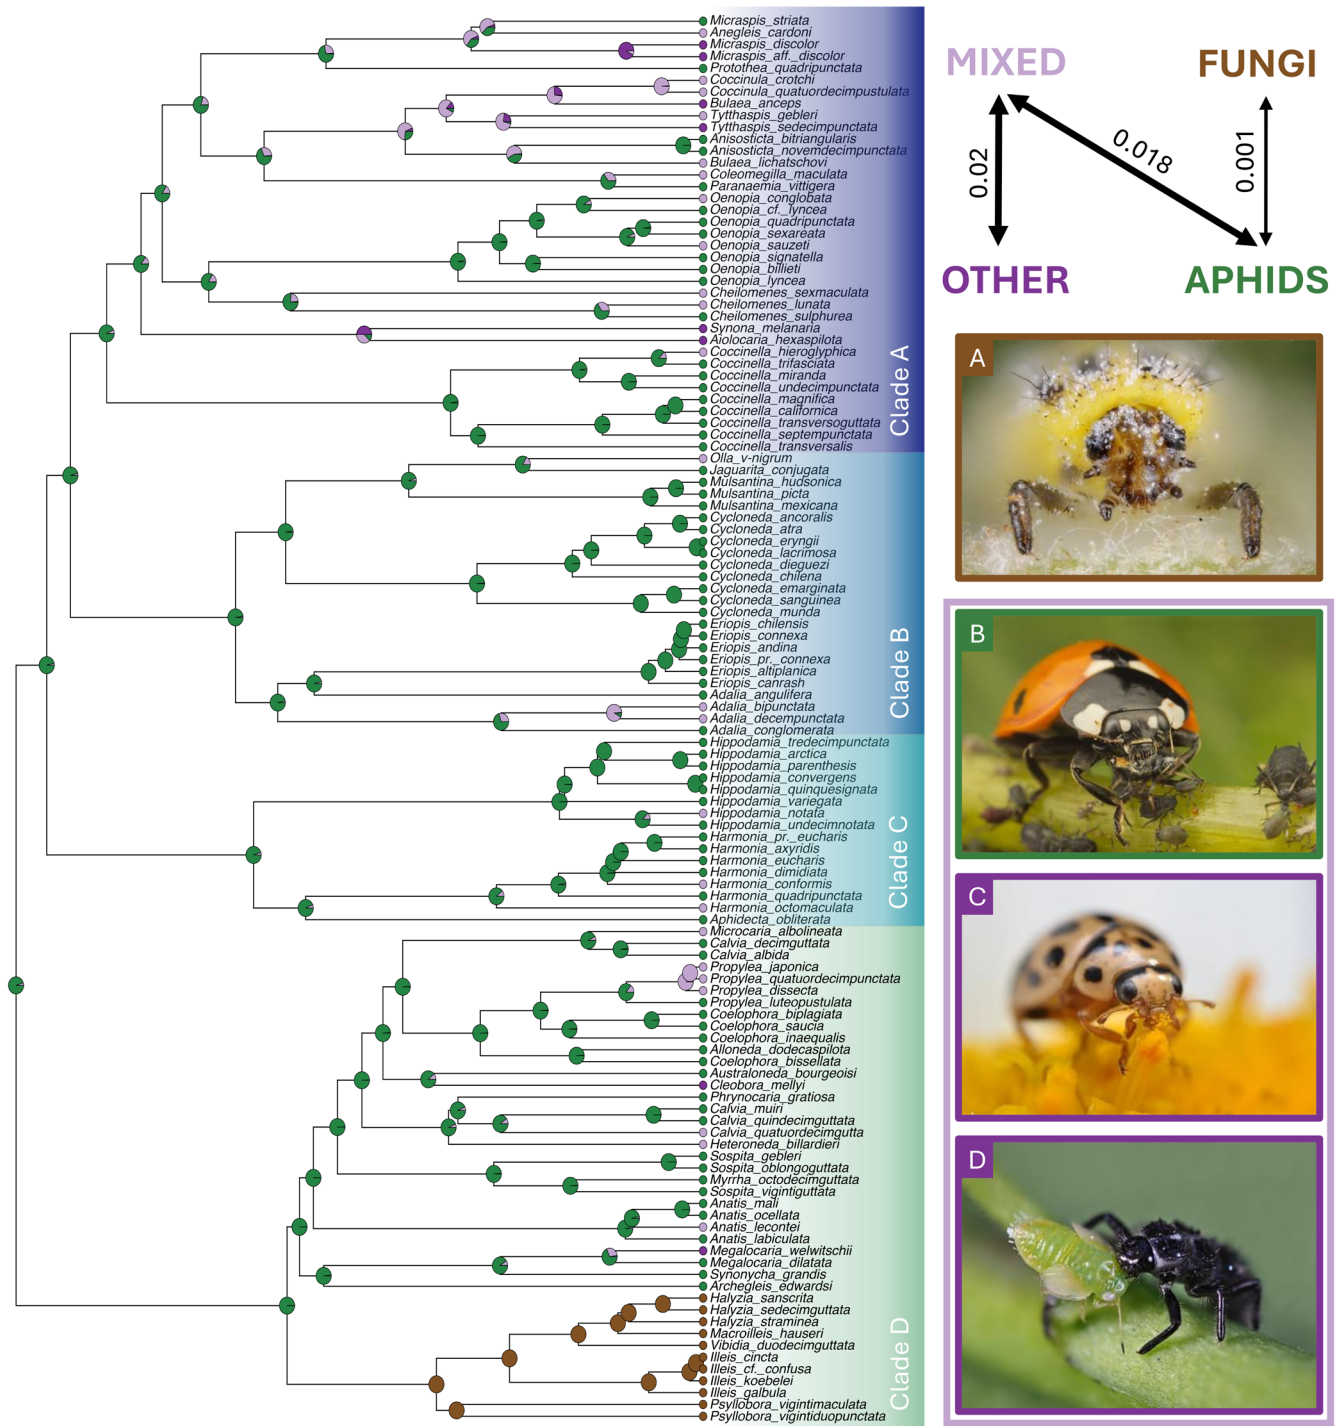 Micraspis_striata
Anegleis_cardoni
Micraspis_discolor
Micraspis_aff._discolor
Protothea_quadripunctata
Coccinula_crotchi
Coccinula_quatuordecimpustulata
Bulaea_anceps
Tytthaspis_gebleri
Tytthaspis_sedecimpunctata
Anisosticta_bitriangularis
Anisosticta_novemdecimpunctata
Bulaea_lichatschovi
Coleomegilla_maculata
Paranaemia_vittigera
Oenopia_conglobata
Oenopia_cf._lyncea
Oenopia_quadripunctata
Oenopia_sexareata
Oenopia_sauzeti
Oenopia_signatella
Oenopia_billieti
Oenopia_lyncea
Cheilomenes_sexmaculata
Cheilomenes_lunata
Cheilomenes_sulphurea
Synona_melanaria
Aiolocaria_hexaspilota
Coccinella_hieroglyphica
Coccinella_trifasciata
Coccinella_miranda
Coccinella_undecimpunctata
Coccinella_magnifica
Coccinella_californica
Coccinella_transversoguttata
Coccinella_septempunctata
Coccinella_transversalis
Clade A
Olla_v-nigrum
Jaguarita_conjugata
Mulsantina_hudsonica
Mulsantina_picta
Mulsantina_mexicana
Cycloneda_ancoralis
Cycloneda_atra
Cycloneda_eryngii
Cycloneda_lacrimosa
Cycloneda_dieguezi
Cycloneda_chilena
Cycloneda_emarginata
Cycloneda_sanguinea
Cycloneda_munda
Eriopis_chilensis
Eriopis_connexa
Eriopis_andina
Eriopis_pr._connexa
Eriopis_altiplanica
Eriopis_canrash
Adalia_angulifera
Adalia_bipunctata
Adalia_decempunctata
Adalia_conglomerata
Clade B
Hippodamia_tredecimpunctata
Hippodamia_arctica
Hippodamia_parenthesis
Hippodamia_convergens
Hippodamia_quinquesignata
Hippodamia_variegata
Hippodamia_notata
Hippodamia_undecimnotata
Harmonia_pr._eucharis
Harmonia_axyridis
Harmonia_eucharis
Harmonia_dimidiata
Harmonia_conformis
Harmonia_quadripunctata
Harmonia_octomaculata
Aphidecta_obliterata
Clade C
Microcaria_albolineata
Calvia_decimguttata
Calvia_albida
Propylea_japonica
Propylea_quatuordecimpunctata
Propylea_dissecta
Propylea_luteopustulata
Coelophora_biplagiata
Coelophora_saucia
Coelophora_inaequalis
Alloneda_dodecaspilota
Coelophora_bissellata
Australoneda_bourgeoisi
Cleobora_mellyi
Phrynocaria_gratiosa
Calvia_muiri
Calvia_quindecimguttata
Calvia_quatuordecimgutta
Heteroneda_billardieri
Sospita_gebleri
Sospita_oblongoguttata
Myrrha_octodecimguttata
Sospita_vigintiguttata
Anatis_mali
Anatis_ocellata
Anatis_lecontei
Anatis_labiculata
Megalocaria_welwitschii
Megalocaria_dilatata
Synonycha_grandis
Archegleis_edwardsi
Halyzia_sanscrita
Halyzia_sedecimguttata
Halyzia_straminea
Macroilleis_hauseri
Vibidia_duodecimguttata
Illeis_cincta
Illeis_cf._confusa
Illeis_koebelei
Illeis_galbula
Psyllobora_vigintimaculata
Psyllobora_vigintiduopunctata
Clade D
MIXED
FUNGI
0.02
0.018
0.001
OTHER
APHIDS
A
B
C
D